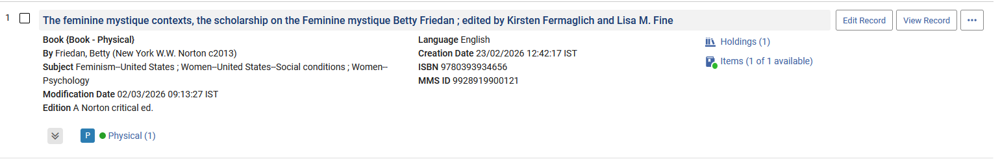 1
The feminine mystique contexts, the scholarship on the Feminine mystique Betty Friedan ; edited by Kirsten Fermaglich and Lisa M. Fine
Edit Record
View Record
Book {Book - Physical}
By Friedan, Betty (New York W.W. Norton c2013)
Subject Feminism--United States ; Women--United States--Social conditions ; Women--
Psychology
Modification Date 02/03/2026 09:13:27 IST
Edition A Norton critical ed.
Language English
Creation Date 23/02/2026 12:42:17 IST
ISBN 9780393934656
MMS ID 9928919900121
Holdings (1)
Items (1 of 1 available)
P Physical (1)